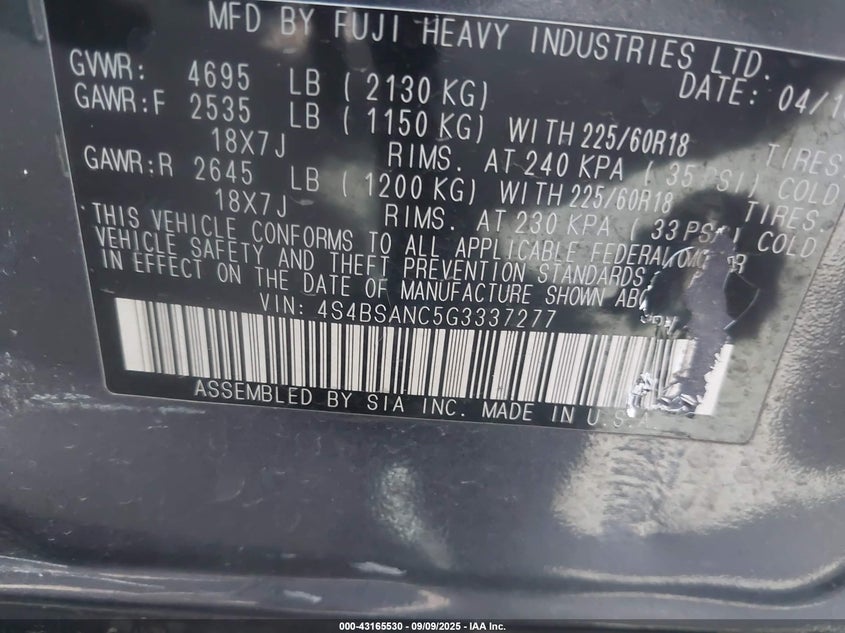 MFD BY FUJI HEAVY INDUSTRIES LTD.
GVWR: 4695 LB ( 2130 KG) DATE: 04/1
GAWR:F 2535 LB ( 1150 KG) WITH 225/60R18 TIRES
18X7J RIMS. AT 240 KPA ( 35 PSI) COLD
GAWR:R 2645 LB ( 1200 KG) WITH 225/60R18 TIRES.
18X7J RIMS. AT 230 KPA ( 33 PSI) COLD
THIS VEHICLE CONFORMS TO ALL APPLICABLE FEDERAL MOTOR
VEHICLE SAFETY AND THEFT PREVENTION STANDARDS
IN EFFECT ON THE DATE OF MANUFACTURE SHOWN
VIN: 4S4BSANC5G3337277
ASSEMBLED BY SIA INC. MADE IN U.S.A
000-43165530 - 09/09/2025 - IAA Inc.